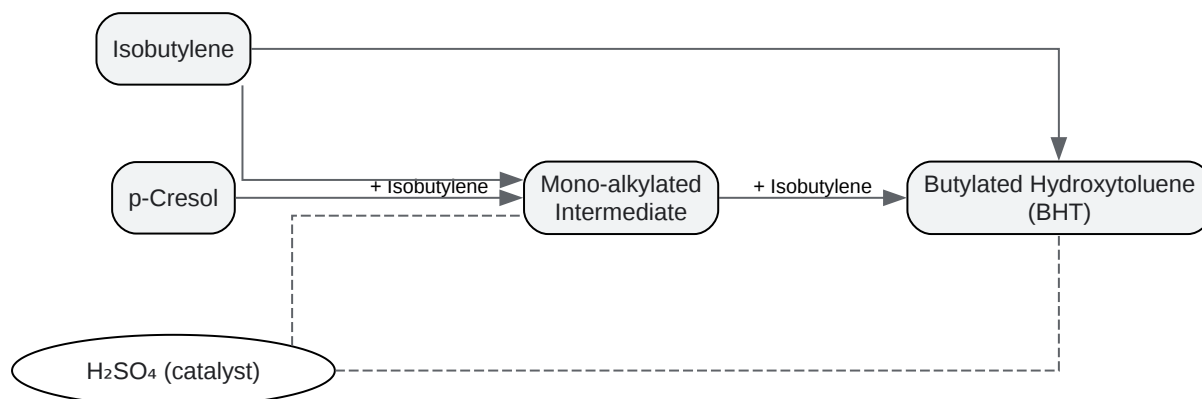 Isobutylene
p-Cresol
+ Isobutylene
Mono-alkylated
Intermediate
+ Isobutylene
Butylated Hydroxytoluene
(BHT)
H₂SO₄ (catalyst)